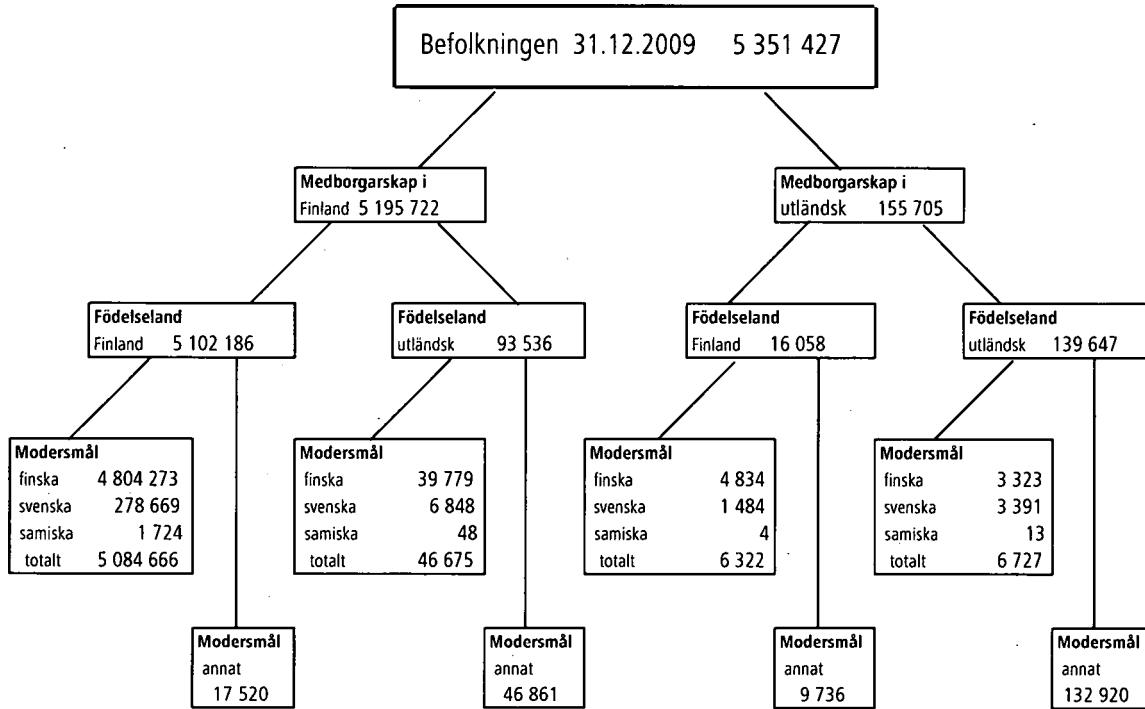 Befolkningen 31.12.2009 5 351 427
Medborgarskap i
Finland 5 195 722
Medborgarskap i
utländsk 155 705
Födelseland
Finland 5 102 186
Födelseland
utländsk 93 536
Födelseland
Finland 16 058
Födelseland
utländsk 139 647
Modersmål
finska 4 804 273
svenska 278 669
samiska 1 724
totalt 5 084 666
Modersmål
finska 39 779
svenska 6 848
samiska 48
totalt 46 675
Modersmål
finska 4 834
svenska 1 484
samiska 4
totalt 6 322
Modersmål
finska 3 323
svenska 3 391
samiska 13
totalt 6 727
Modersmål
annat
17 520
Modersmål
annat
46 861
Modersmål
annat
9 736
Modersmål
annat
132 920